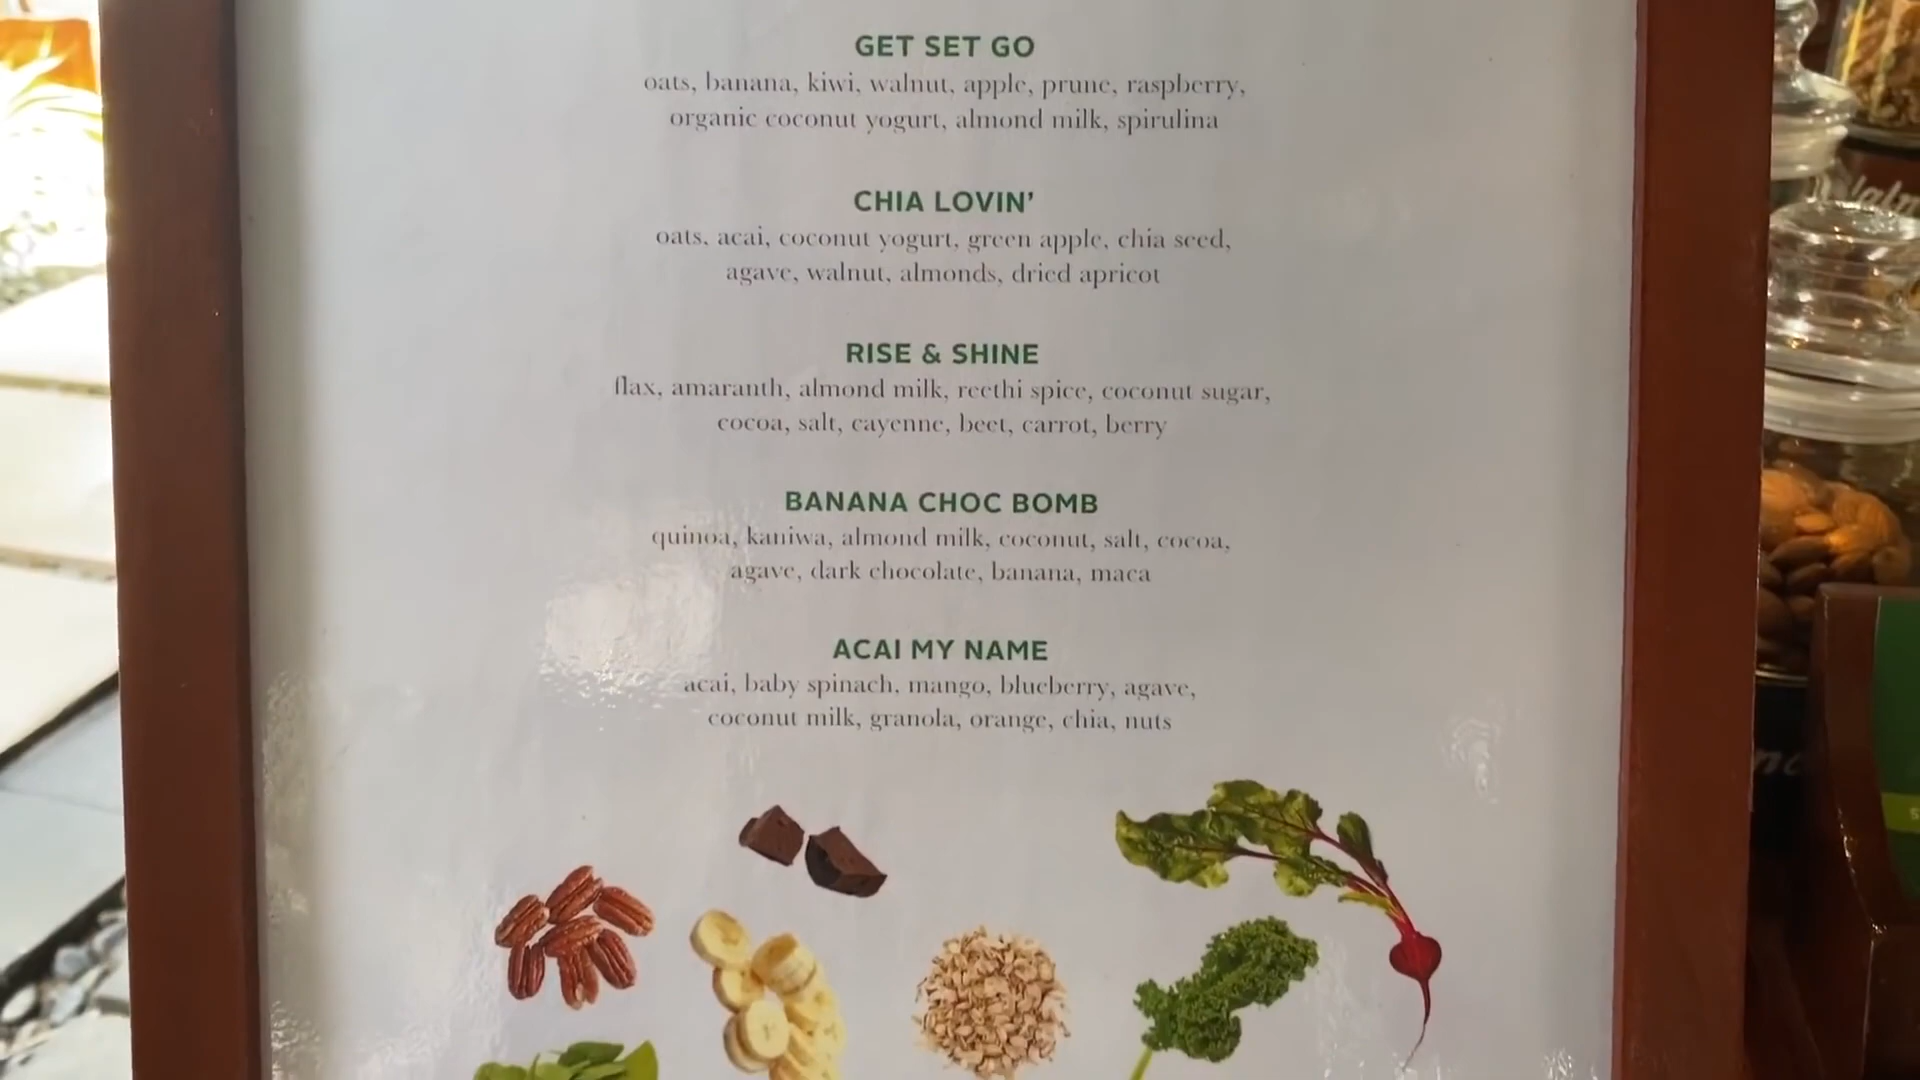 GET SET GO
oats, banana, kiwi, walnut, apple, prune, raspberry,
organic coconut yogurt, almond milk, spirulina
CHIA LOVIN’
oats, acai, coconut yogurt, green apple, chia seed,
agave, walnut, almonds, dried apricot
RISE & SHINE
flax, amaranth, almond milk, reethi spice, coconut sugar,
cocoa, salt, cayenne, beet, carrot, berry
BANANA CHOC BOMB
quinoa, kaniwa, almond milk, coconut, salt, cocoa,
agave, dark chocolate, banana, maca
ACAI MY NAME
acai, baby spinach, mango, blueberry, agave,
coconut milk, granola, orange, chia, nuts